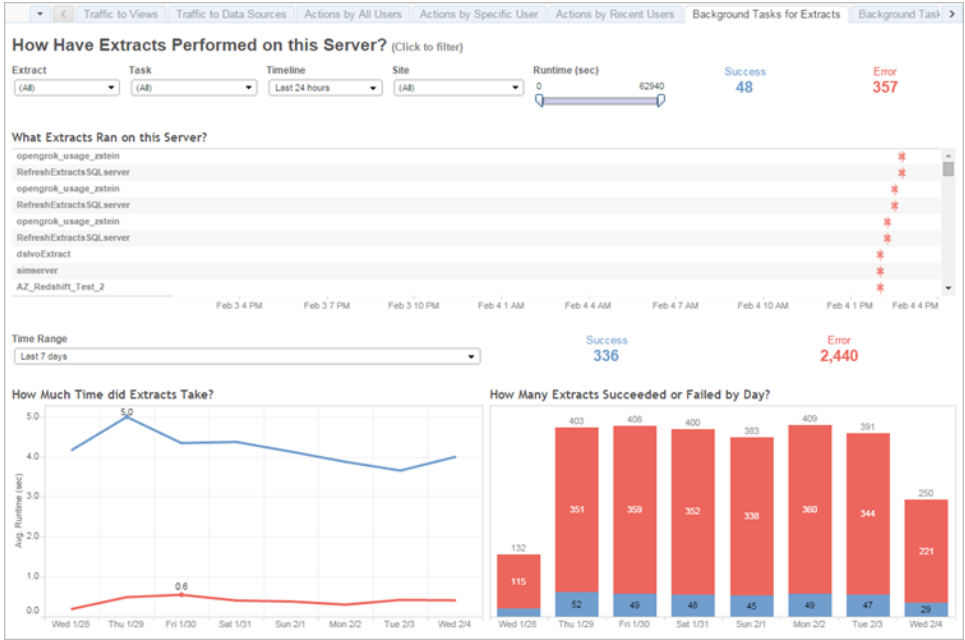 Traffic to Views Traffic to Data Sources Actions by All Users Actions by Specific User Actions by Recent Users Background Tasks for Extracts Background Task
How Have Extracts Performed on this Server? (Click to filter)
Extract Task Timeline Site Runtime (sec) Success Error
(All) (All) Last 24 hours (All) 0 62940 48 357
What Extracts Ran on this Server?
opengrok_usage_zstein
RefreshExtractsSQLserver
opengrok_usage_zstein
RefreshExtractsSQLserver
opengrok_usage_zstein
RefreshExtractsSQLserver
dslvoExtract
simserver
AZ_Redshift_Test_2
Feb 3 4 PM Feb 3 7 PM Feb 3 10 PM Feb 4 1 AM Feb 4 4 AM Feb 4 7 AM Feb 4 10 AM Feb 4 1 PM Feb 4 4 PM
Time Range Success Error
Last 7 days 336 2,440
How Much Time did Extracts Take?
5.0
4.0
3.0
2.0
1.0
0.0
Avg. Runtime (sec)
5.0
0.6
Wed 1/28 Thu 1/29 Fri 1/30 Sat 1/31 Sun 2/1 Mon 2/2 Tue 2/3 Wed 2/4
How Many Extracts Succeeded or Failed by Day?
132 403 408 400 383 409 391 250
115 351 359 352 338 360 344 221
52 49 48 45 49 47 29
Wed 1/28 Thu 1/29 Fri 1/30 Sat 1/31 Sun 2/1 Mon 2/2 Tue 2/3 Wed 2/4